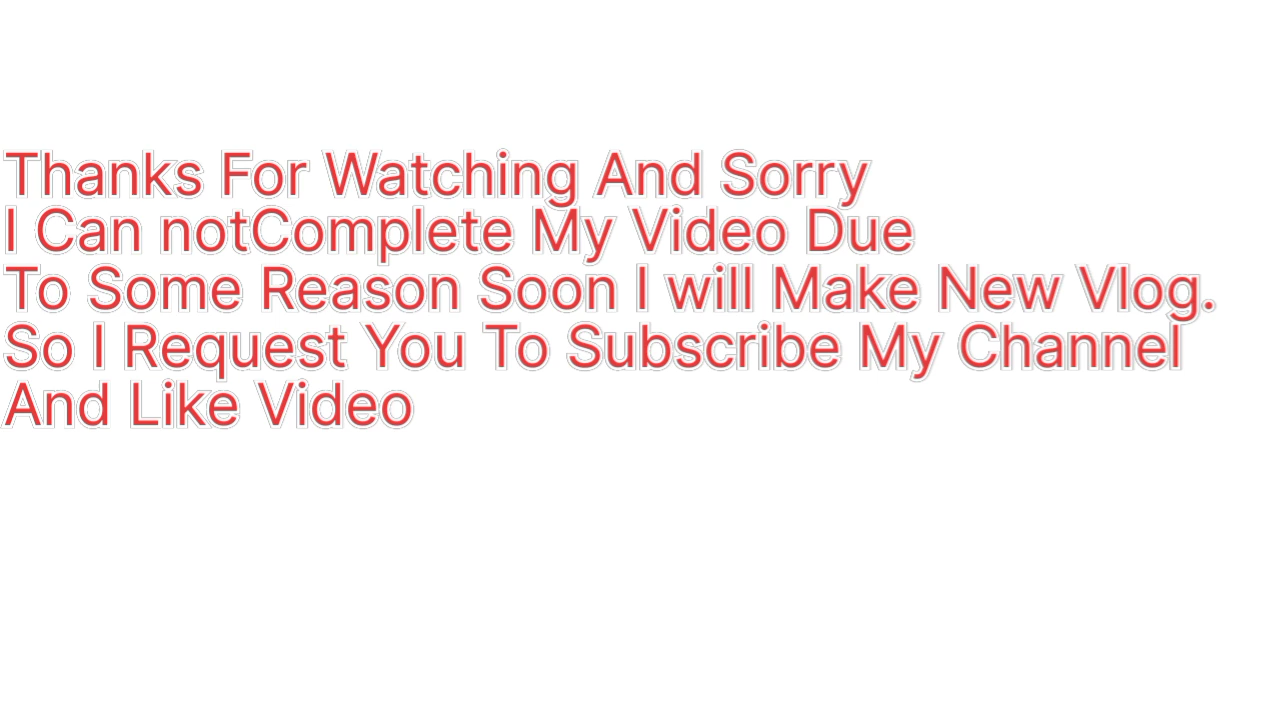 Thanks For Watching And Sorry
I Can notComplete My Video Due
To Some Reason Soon I will Make New Vlog.
So I Request You To Subscribe My Channel
And Like Video